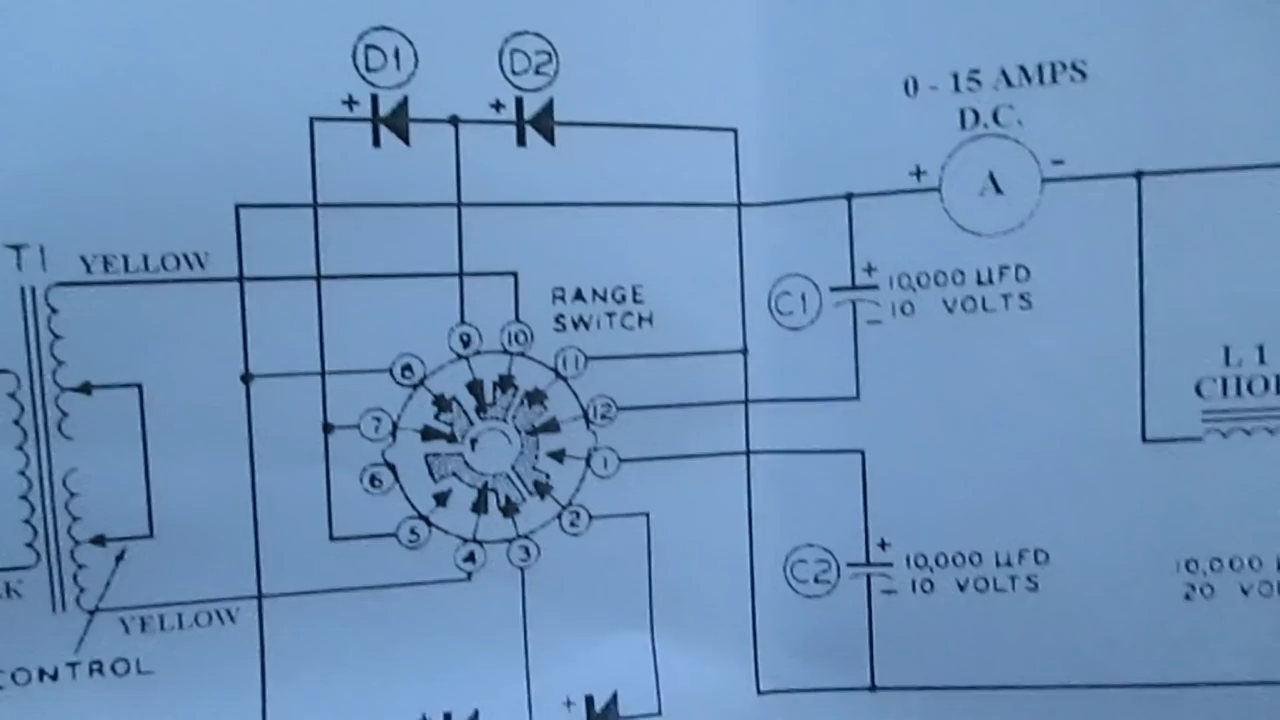 D1
D2
+
+
0 - 15 AMPS
D.C.
+
A
-
T1
YELLOW
RANGE
SWITCH
C1
+
10,000 UFD
- 10 VOLTS
L 1
8
9
10
11
12
7
1
6
5
4
3
2
C2
+
10,000 UFD
- 10 VOLTS
10,000
20
YELLOW
CONTROL
+
+